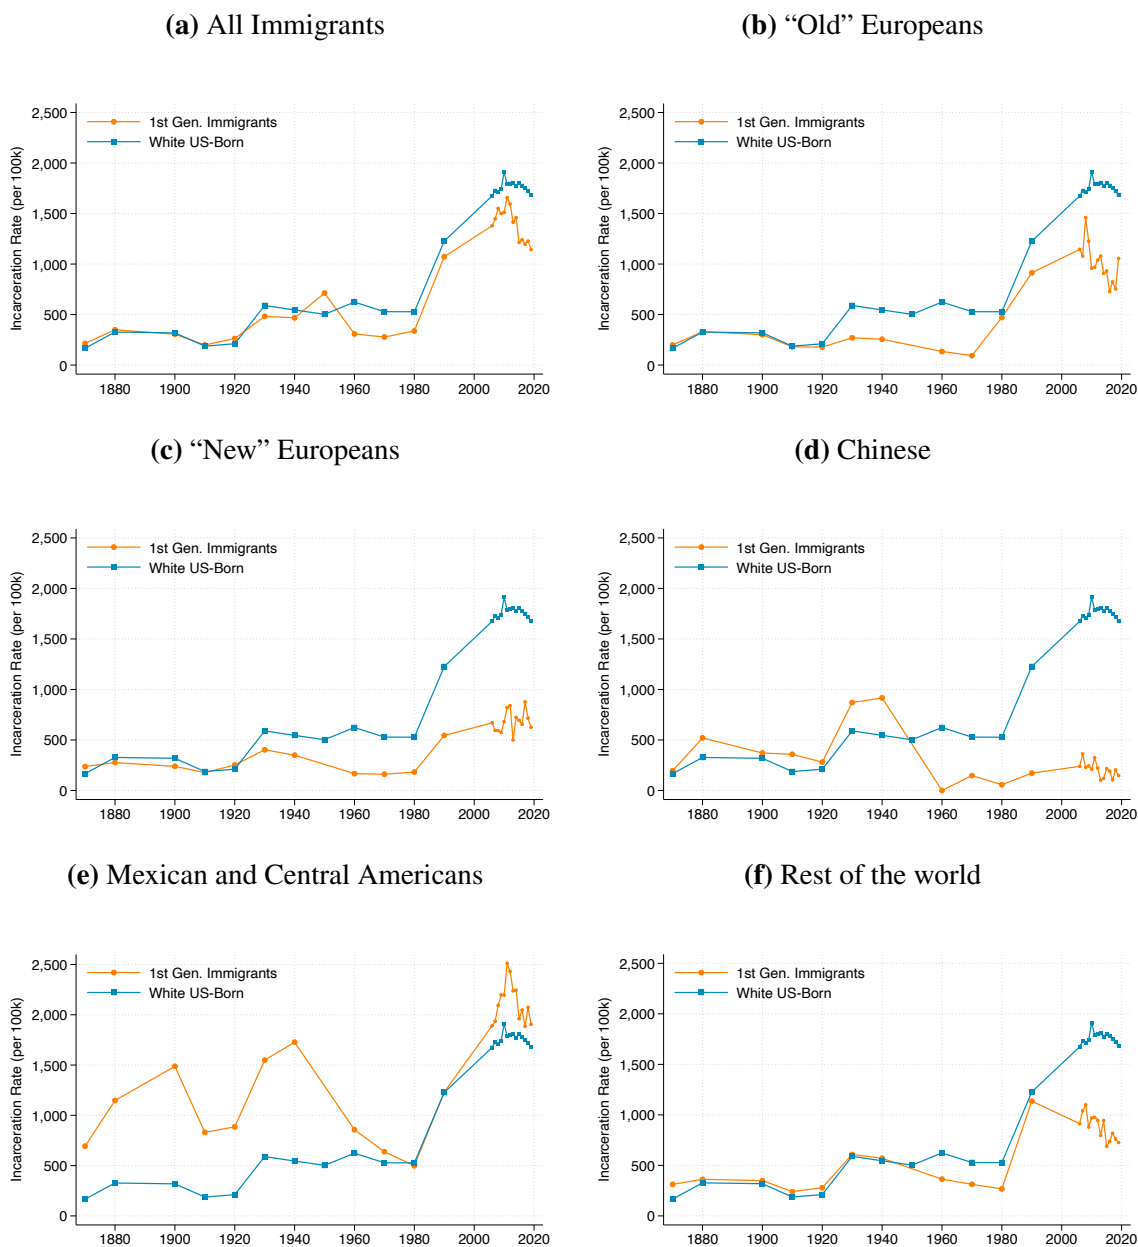 (a) All Immigrants
2,500
2,000
1,500
1,000
500
0
Incarceration Rate (per 100k)
1st Gen. Immigrants
White US-Born
1880 1900 1920 1940 1960 1980 2000 2020
(b) “Old” Europeans
2,500
2,000
1,500
1,000
500
0
Incarceration Rate (per 100k)
1st Gen. Immigrants
White US-Born
1880 1900 1920 1940 1960 1980 2000 2020
(c) “New” Europeans
2,500
2,000
1,500
1,000
500
0
Incarceration Rate (per 100k)
1st Gen. Immigrants
White US-Born
1880 1900 1920 1940 1960 1980 2000 2020
(d) Chinese
2,500
2,000
1,500
1,000
500
0
Incarceration Rate (per 100k)
1st Gen. Immigrants
White US-Born
1880 1900 1920 1940 1960 1980 2000 2020
(e) Mexican and Central Americans
2,500
2,000
1,500
1,000
500
0
Incarceration Rate (per 100k)
1st Gen. Immigrants
White US-Born
1880 1900 1920 1940 1960 1980 2000 2020
(f) Rest of the world
2,500
2,000
1,500
1,000
500
0
Incarceration Rate (per 100k)
1st Gen. Immigrants
White US-Born
1880 1900 1920 1940 1960 1980 2000 2020